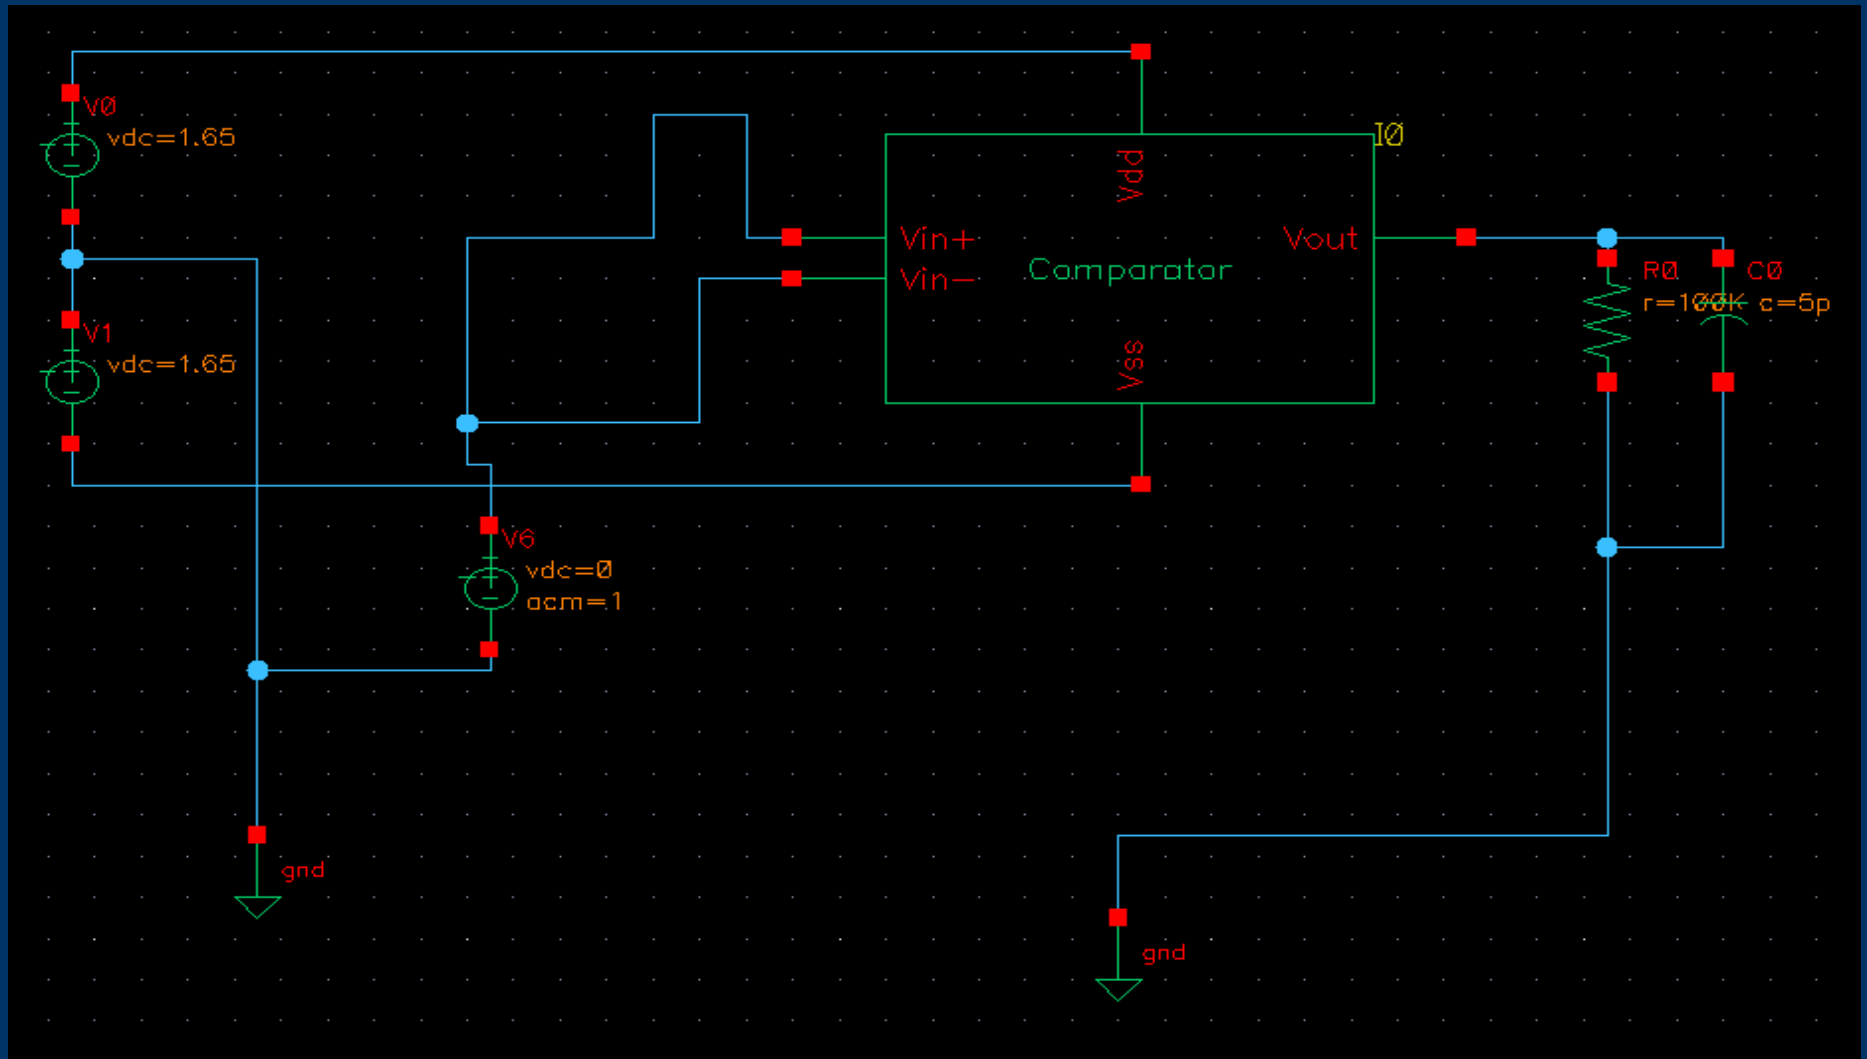 V0
vdc=1.65
I0
Vdd
Vin+
Vout
Comparator
Vin-
R0
C0
r=100K
c=5p
V1
vdc=1.65
Vss
V6
vdc=0
acm=1
gnd
gnd